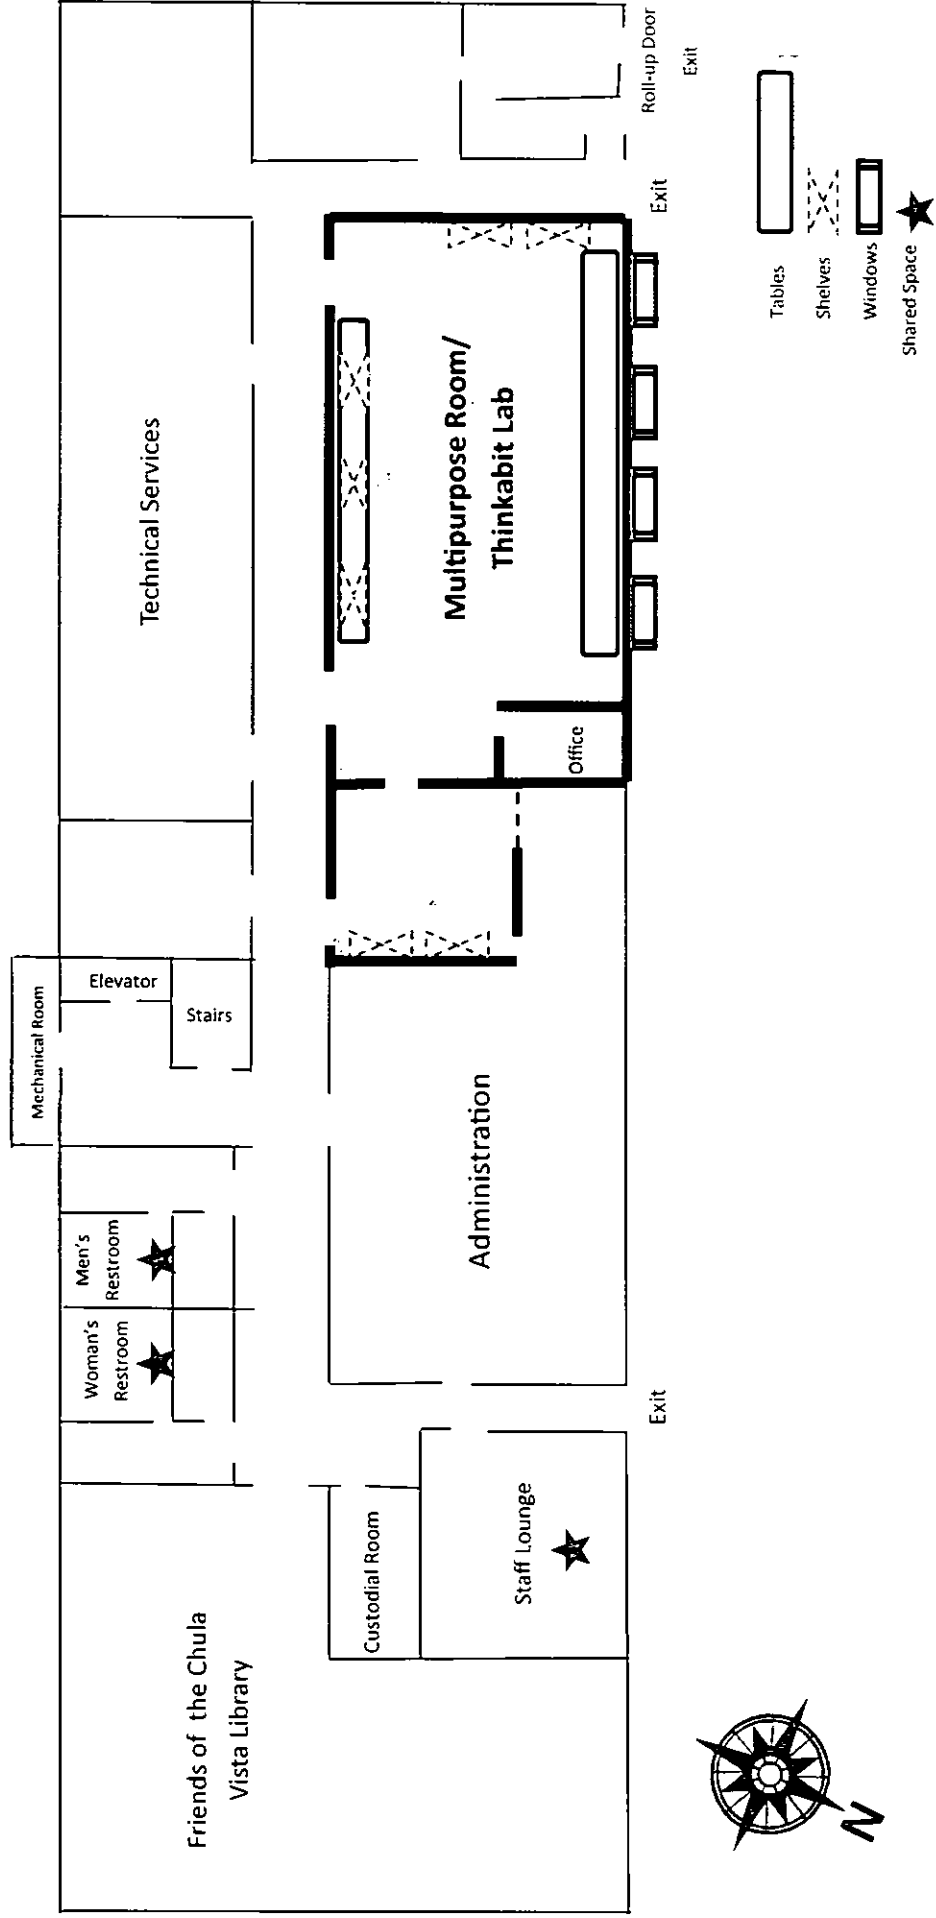 Mechanical Room
Woman's
Restroom
Men's
Restroom
Elevator
Stairs
Technical Services
Friends of the Chula
Vista Library
Custodial Room
Staff Lounge
Administration
Office
Multipurpose Room/
Thinkabit Lab
Exit
Exit
Roll-up Door
Exit
Tables
Shelves
Windows
Shared Space
N